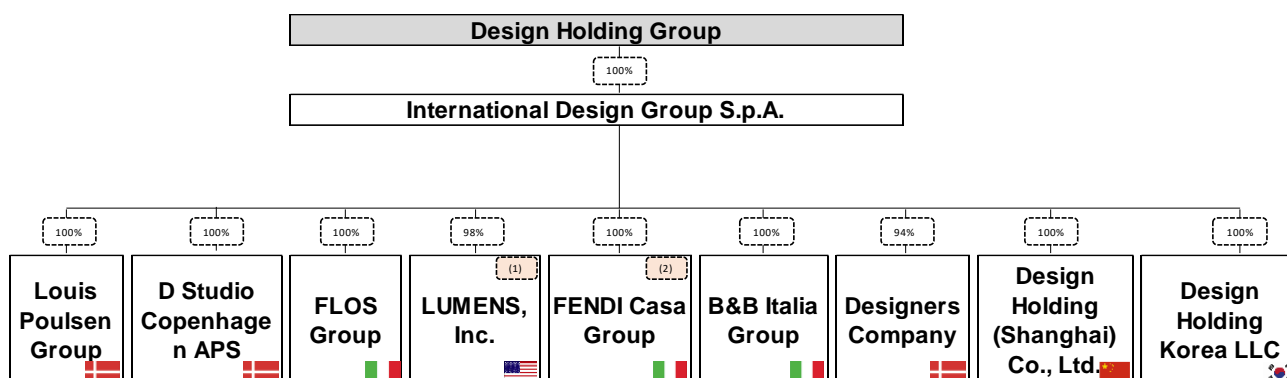 Design Holding Group
100%
International Design Group S.p.A.
100%
100%
100%
98%
100%
100%
94%
100%
100%
(1)
(2)
Louis
Poulsen
Group
D Studio
Copenhage
n APS
FLOS
Group
LUMENS,
Inc.
FENDI Casa
Group
B&B Italia
Group
Designers
Company
Design
Holding
(Shanghai)
Co., Ltd.
Design
Holding
Korea LLC